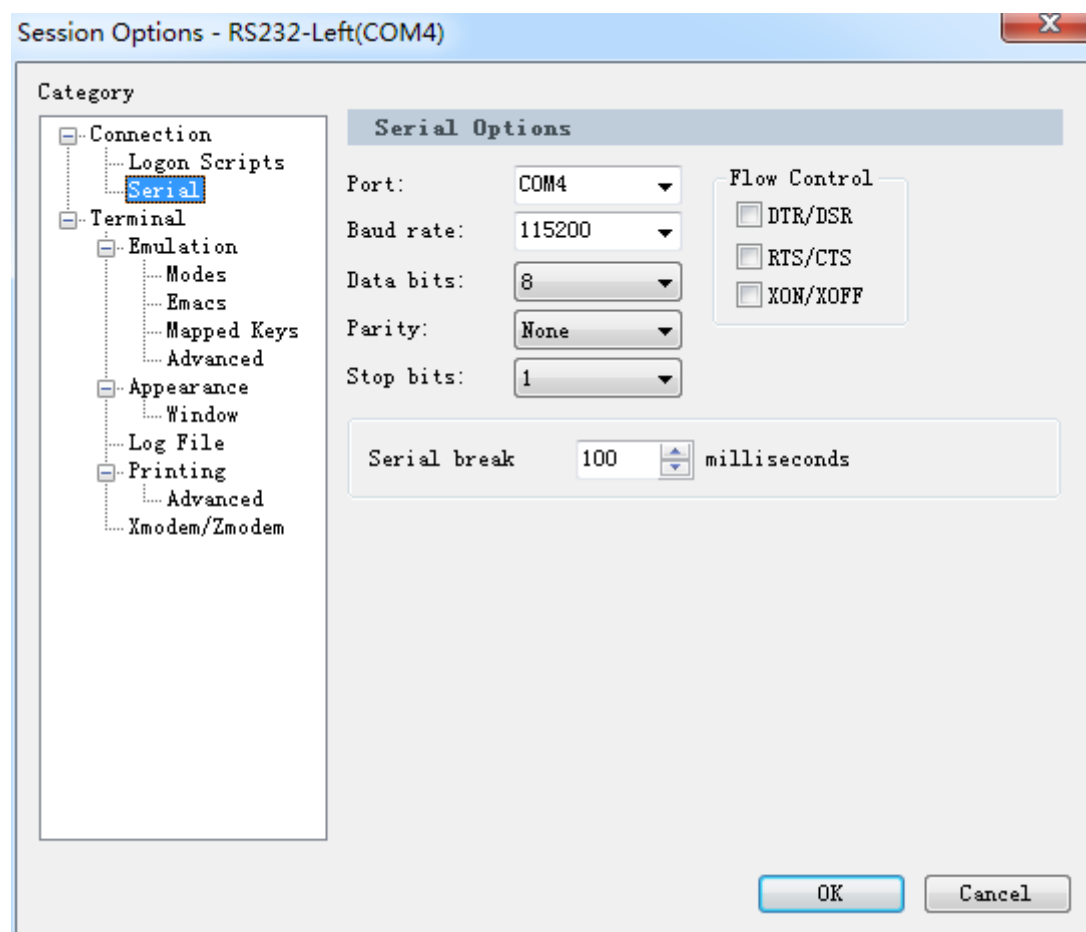 Session Options - RS232-Left(COM4)
Category
Connection
Logon Scripts
Serial
Terminal
Emulation
Modes
Emacs
Mapped Keys
Advanced
Appearance
Window
Log File
Printing
Advanced
Xmodem/Zmodem
Serial Options
Port: COM4
Baud rate: 115200
Data bits: 8
Parity: None
Stop bits: 1
Flow Control
DTR/DSR
RTS/CTS
XON/XOFF
Serial break 100 milliseconds
OK Cancel